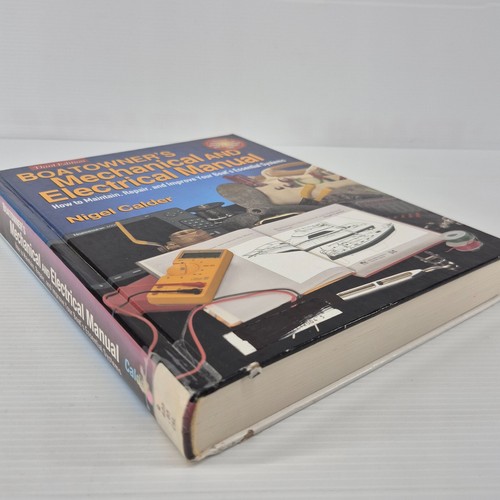 Third Edition
BOATOWNER'S
Mechanical AND
Electrical Manual
How to Maintain, Repair, and Improve Your Boat's Essential Systems
Nigel Calder
BOATOWNER'S
Mechanical AND Electrical Manual